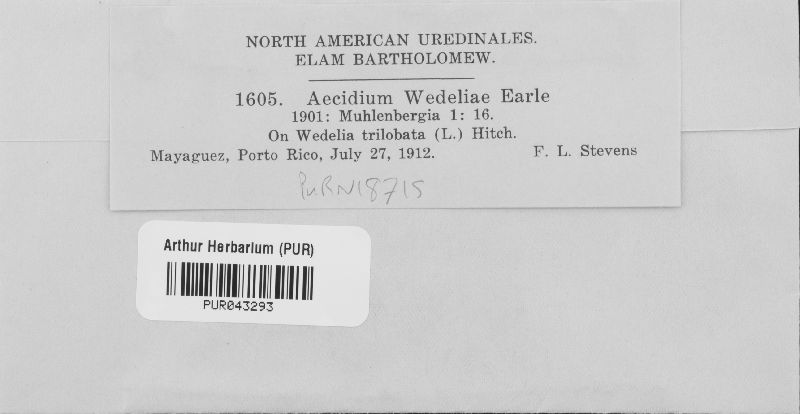 NORTH AMERICAN UREDINALES.
ELAM BARTHOLOMEW.
1605. Aecidium Wedeliae Earle
1901: Muhlenbergia 1: 16.
On Wedelia trilobata (L.) Hitch.
Mayaguez, Porto Rico, July 27, 1912. F. L. Stevens
PuRN18715
Arthur Herbarium (PUR)
PUR043293